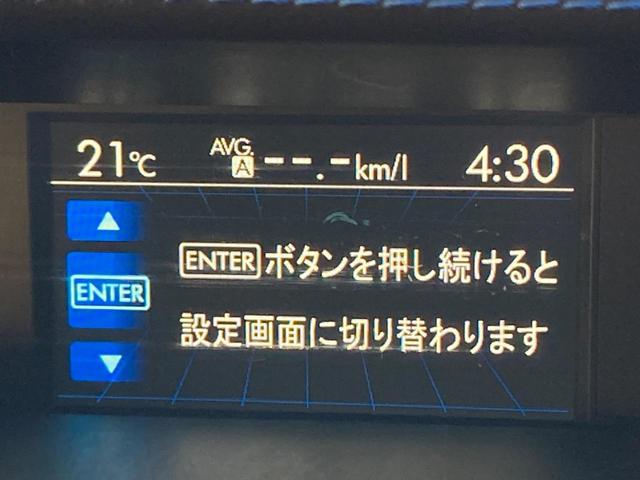 21℃ AVG. A --.-km/l 4:30
ENTERボタンを押し続けると
ENTER
設定画面に切り替わります